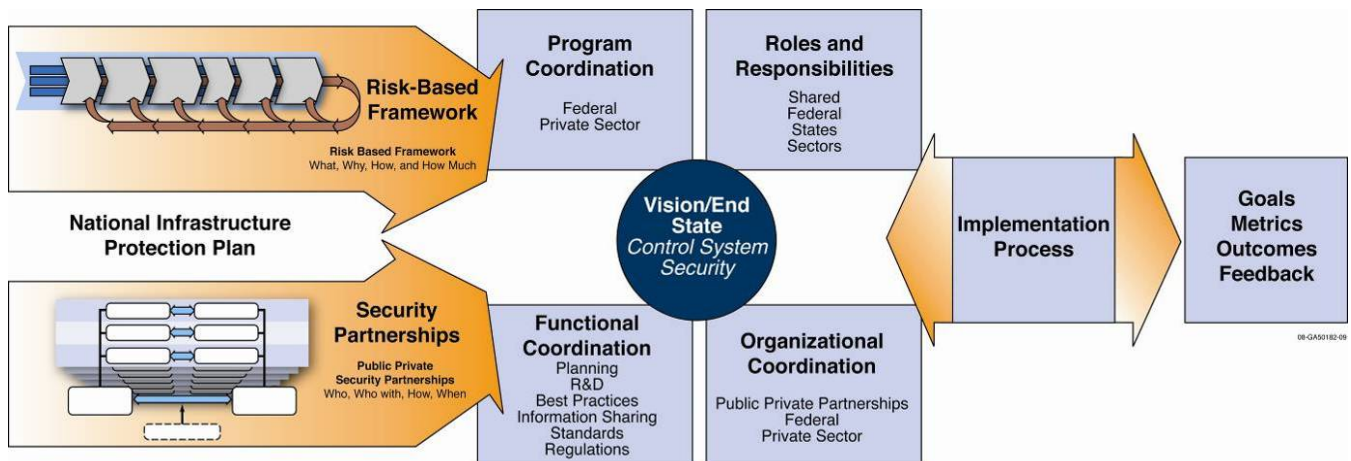 Risk-Based
Framework
Risk Based Framework
What, Why, How, and How Much
National Infrastructure
Protection Plan
Security
Partnerships
Public Private
Security Partnerships
Who, Who with, How, When
Program
Coordination
Federal
Private Sector
Roles and
Responsibilities
Shared
Federal
States
Sectors
Vision/End
State
Control System
Security
Functional
Coordination
Planning
R&D
Best Practices
Information Sharing
Standards
Regulations
Organizational
Coordination
Public Private Partnerships
Federal
Private Sector
Implementation
Process
Goals
Metrics
Outcomes
Feedback
08-GA50182-09